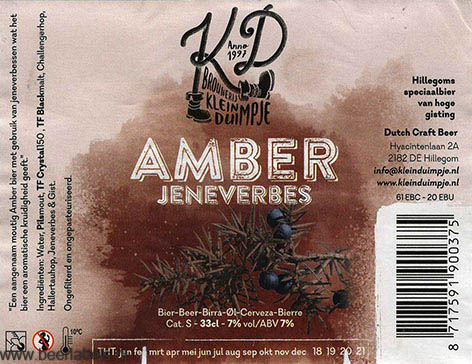 "Een aangenaam moutig Amber bier met gebruik van jeneverbessen wat het
bier een aromatische kruidigheid geeft."
Ingrediënten: Water, Pilsmout, TF Crystal150, TF Blackmalt, Challengerhop,
Hallertauhop, Jeneverbes & Gist.
Ongefilterd en ongepasteuriseerd.
KD
Anno
1997
BROUWERIJ
KLEIN
DUIMPJE
AMBER
JENEVERBES
Bier-Beer-Birra-Øl-Cerveza-Bierre
Cat. S - 33cl - 7% vol/ABV 7%
THT: jan feb mrt apr mei jun jul aug sep okt nov dec 18 19 20 21
10°C
Hillegoms
speciaalbier
van hoge
gisting
Dutch Craft Beer
Hyacintenlaan 2A
2182 DE Hillegom
info@kleinduimpje.nl
www.kleinduimpje.nl
61 EBC - 20 EBU
8 717591 900375